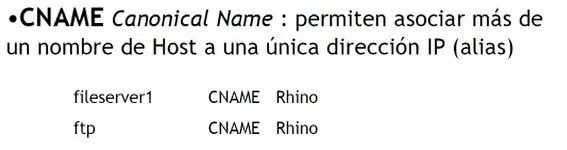 •CNAME Canonical Name : permiten asociar más de
un nombre de Host a una única dirección IP (alias)
fileserver1 CNAME Rhino
ftp CNAME Rhino